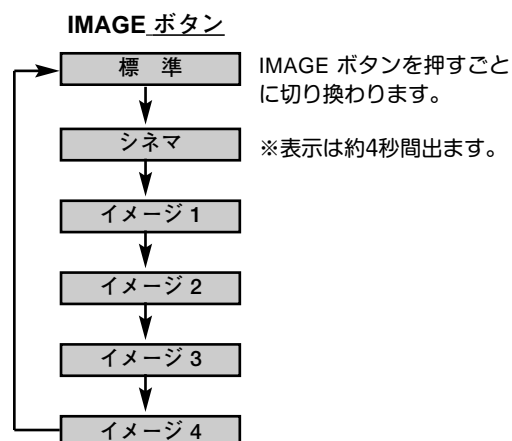 IMAGE ボタン
標 準
IMAGE ボタンを押すごと
に切り換わります。
シネマ
※表示は約4秒間出ます。
イメージ 1
イメージ 2
イメージ 3
イメージ 4